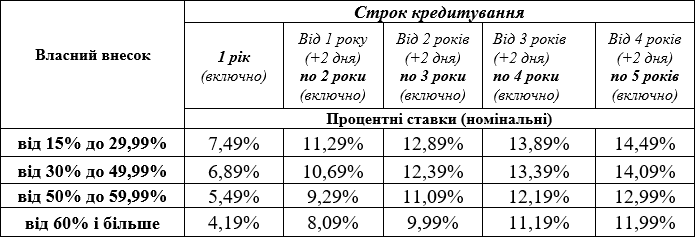 Строк кредитування
Власний внесок
1 рік
(включно)
Від 1 року
(+2 дня)
по 2 роки
(включно)
Від 2 років
(+2 дня)
по 3 роки
(включно)
Від 3 років
(+2 дня)
по 4 роки
(включно)
Від 4 років
(+2 дня)
по 5 років
(включно)
Процентні ставки (номінальні)
від 15% до 29,99% 7,49% 11,29% 12,89% 13,89% 14,49%
від 30% до 49,99% 6,89% 10,69% 12,39% 13,39% 14,09%
від 50% до 59,99% 5,49% 9,29% 11,09% 12,19% 12,99%
від 60% і більше 4,19% 8,09% 9,99% 11,19% 11,99%